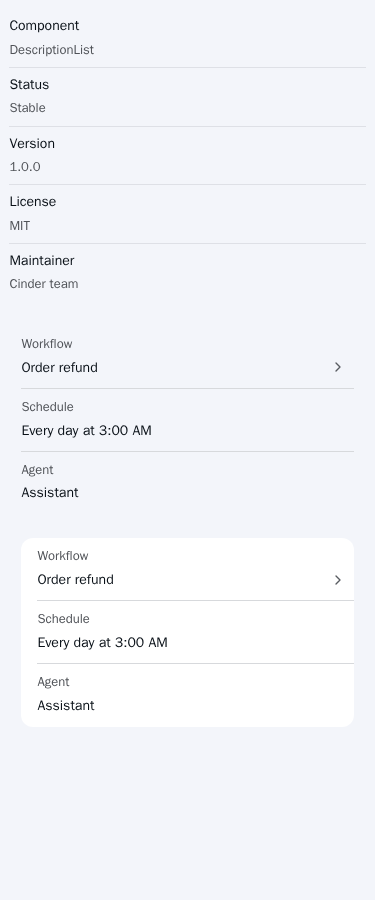 Component
DescriptionList
Status
Stable
Version
1.0.0
License
MIT
Maintainer
Cinder team
Workflow
Order refund
Schedule
Every day at 3:00 AM
Agent
Assistant
Workflow
Order refund
Schedule
Every day at 3:00 AM
Agent
Assistant